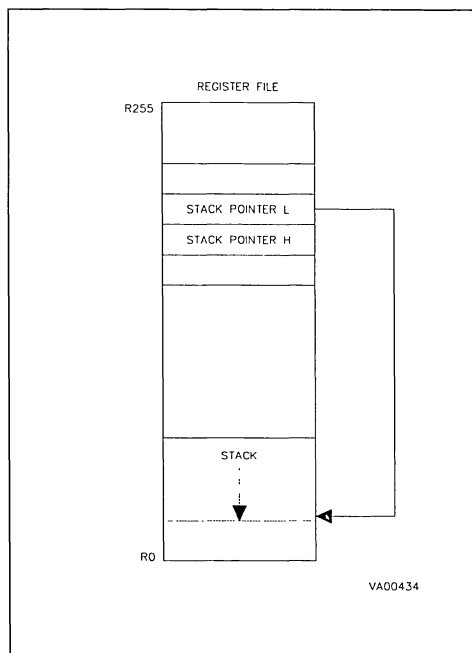 REGISTER FILE
R255
STACK POINTER L
STACK POINTER H
STACK
R0
VA00434